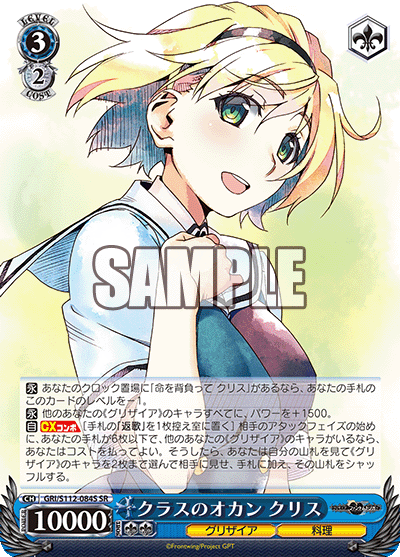 LEVEL
3
2
COST
SAMPLE
永 あなたのクロック置場に「命を背負って クリス」があるなら、あなたの手札の
このカードのレベルを－1。
永 他のあなたの《グリザイア》のキャラすべてに、パワーを＋1500。
自 CXコンボ ［手札の「返歌」を1枚控え室に置く］ 相手のアタックフェイズの始め
に、あなたの手札が6枚以下で、他のあなたの《グリザイア》のキャラがいるなら、
あなたはコストを払ってよい。そうしたら、あなたは自分の山札を見て《グリザイ
ア》のキャラを2枚まで選んで相手に見せ、手札に加え、その山札をシャッ
フルする。
CH GRI/S112-084S SR
クラスのオカン クリス
POWER
10000
SOUL
グリザイア
料理
©Frontwing/Project GPT